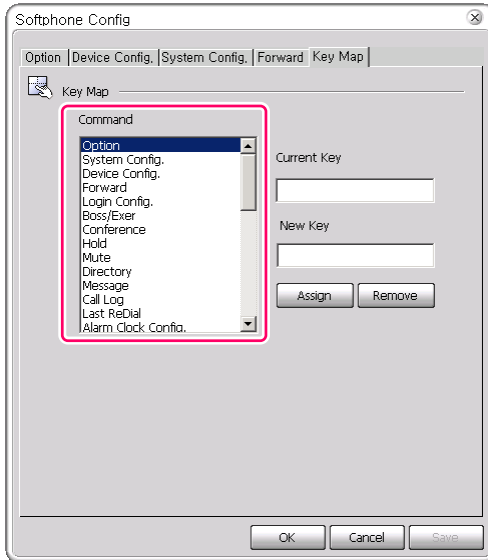 Softphone Config
Option Device Config. System Config. Forward Key Map
Key Map
Command
Option
System Config.
Device Config.
Forward
Login Config.
Boss/Exer
Conference
Hold
Mute
Directory
Message
Call Log
Last ReDial
Alarm Clock Config.
Current Key
New Key
Assign Remove
OK Cancel Save